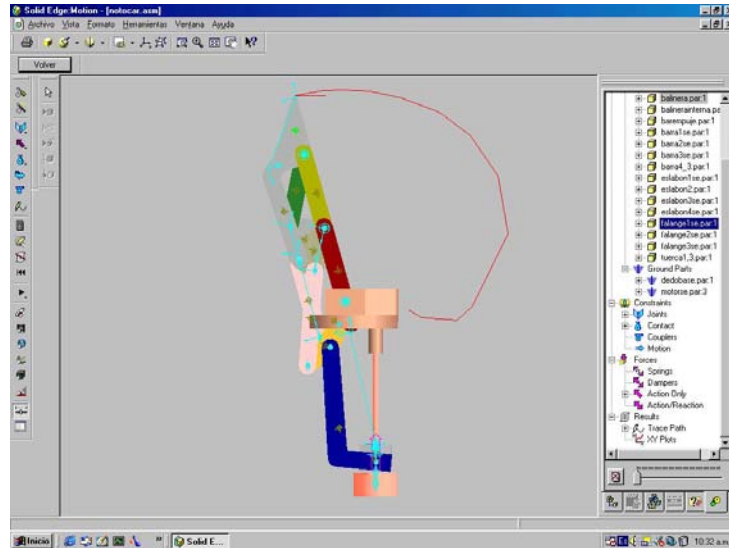 Solid Edge:Motion - [notocar.asm]
Archivo Vista Formato Herramientas Ventana Ayuda
Volver
balinera.par:1
balinerainterna.pa
barempuje.par:1
barra1se.par:1
barra2se.par:1
barra3se.par:1
barra4_3.par:1
eslabon1se.par:1
eslabon2.par:1
eslabon3se.par:1
eslabon4se.par:1
falange1se.par:1
falange2se.par:1
falange3se.par:1
tuerca1,3.par:1
Ground Parts
dedobase.par:1
motorse.par:3
Constraints
Joints
Contact
Couplers
Motion
Forces
Springs
Dampers
Action Only
Action/Reaction
Results
Trace Path
XY Plots
Inicio
Solid E...
10:32 a.m.